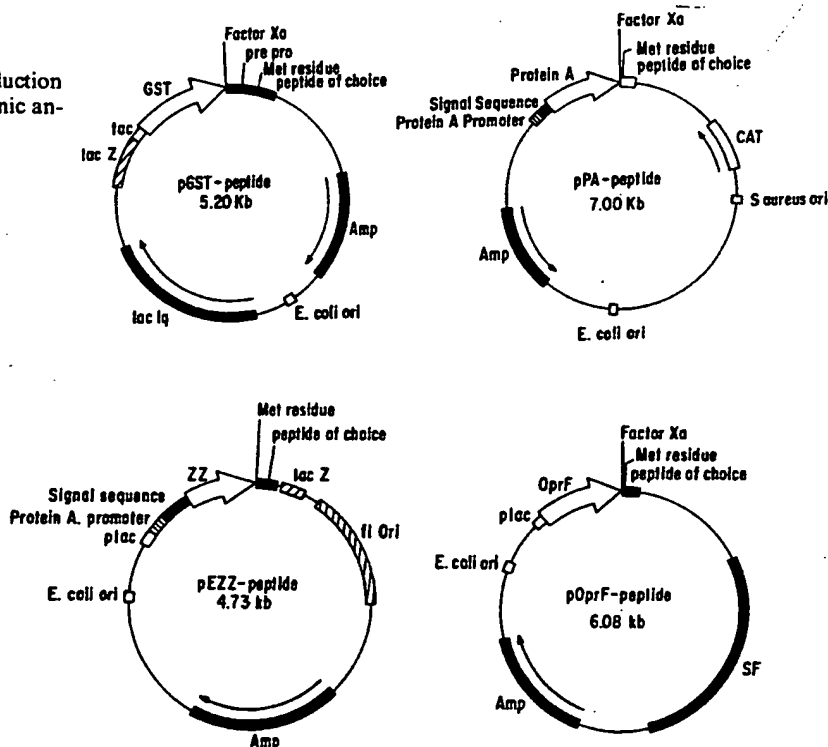 uction
nic an-
Factor Xa
pre pro
Met residue
peptide of choice
GST
tac
lac Z
pGST-peptide
5.20 Kb
Amp
E. coli ori
lac Iq
Factor Xa
Met residue
peptide of choice
Protein A
Signal Sequence
Protein A Promoter
CAT
pPA-peptide
7.00 Kb
S aureus ori
Amp
E. coli ori
Met residue
peptide of choice
ZZ
lac Z
Signal sequence
Protein A. promoter
plac
f1 Ori
E. coli ori
pEZZ-peptide
4.73 kb
Amp
Factor Xa
Met residue
peptide of choice
OprF
plac
E. coli ori
pOprF-peptide
6.08 kb
SF
Amp